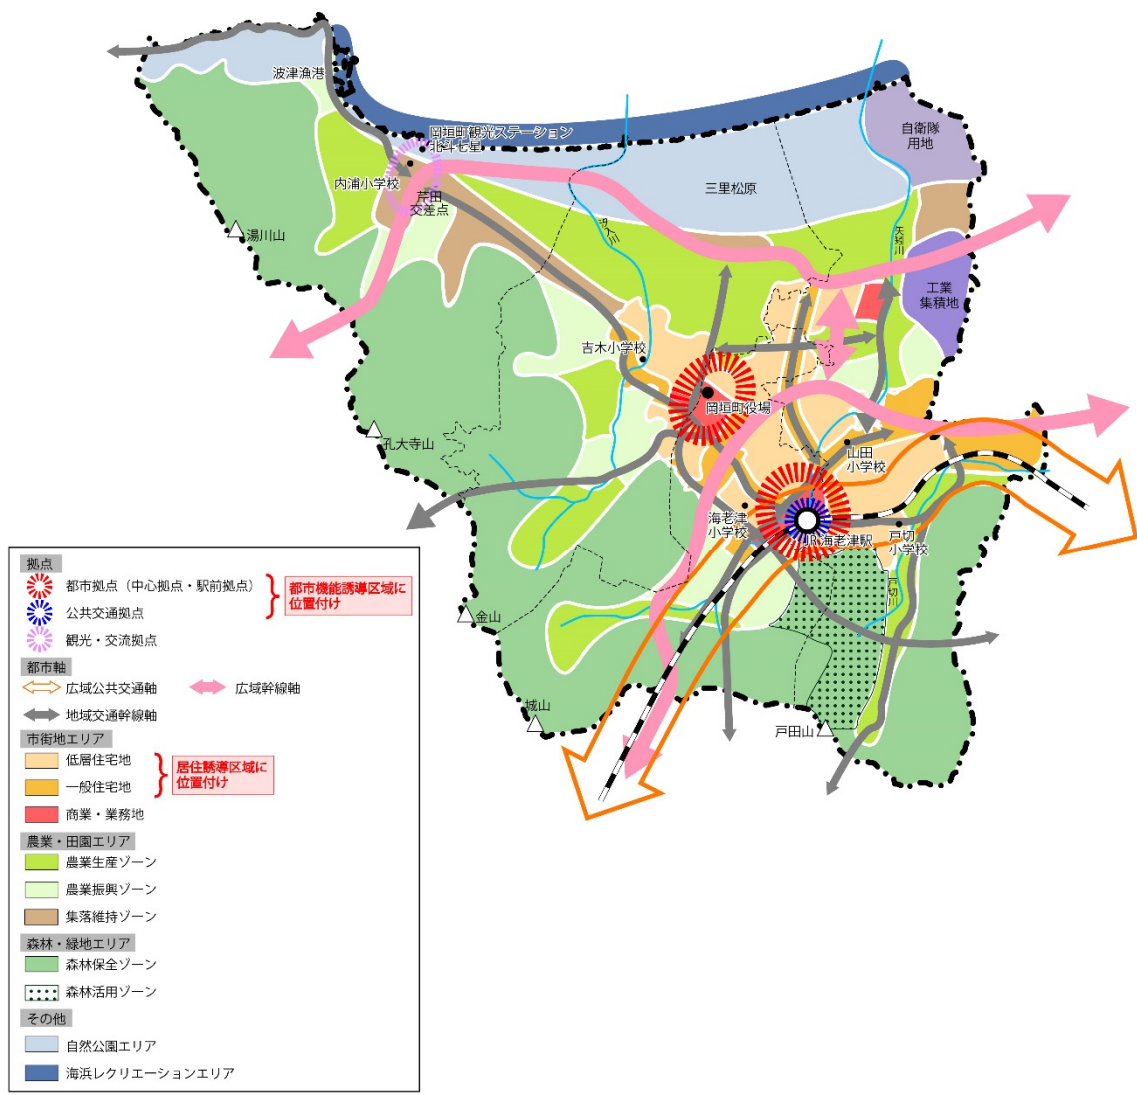 波津漁港
岡垣町観光ステーション
北斗七星
自衛隊
用地
内浦小学校
芹田
交差点
三里松原
湯川山
汐入川
矢矧川
工業
集積地
吉木小学校
岡垣町役場
孔大寺山
山田
小学校
海老津
小学校
JR 海老津駅
戸切
小学校
戸切川
金山
城山
戸田山
拠点
都市拠点（中心拠点・駅前拠点）
都市機能誘導区域に
位置付け
公共交通拠点
観光・交流拠点
都市軸
広域公共交通軸
広域幹線軸
地域交通幹線軸
市街地エリア
低層住宅地
居住誘導区域に
位置付け
一般住宅地
商業・業務地
農業・田園エリア
農業生産ゾーン
農業振興ゾーン
集落維持ゾーン
森林・緑地エリア
森林保全ゾーン
森林活用ゾーン
その他
自然公園エリア
海浜レクリエーションエリア